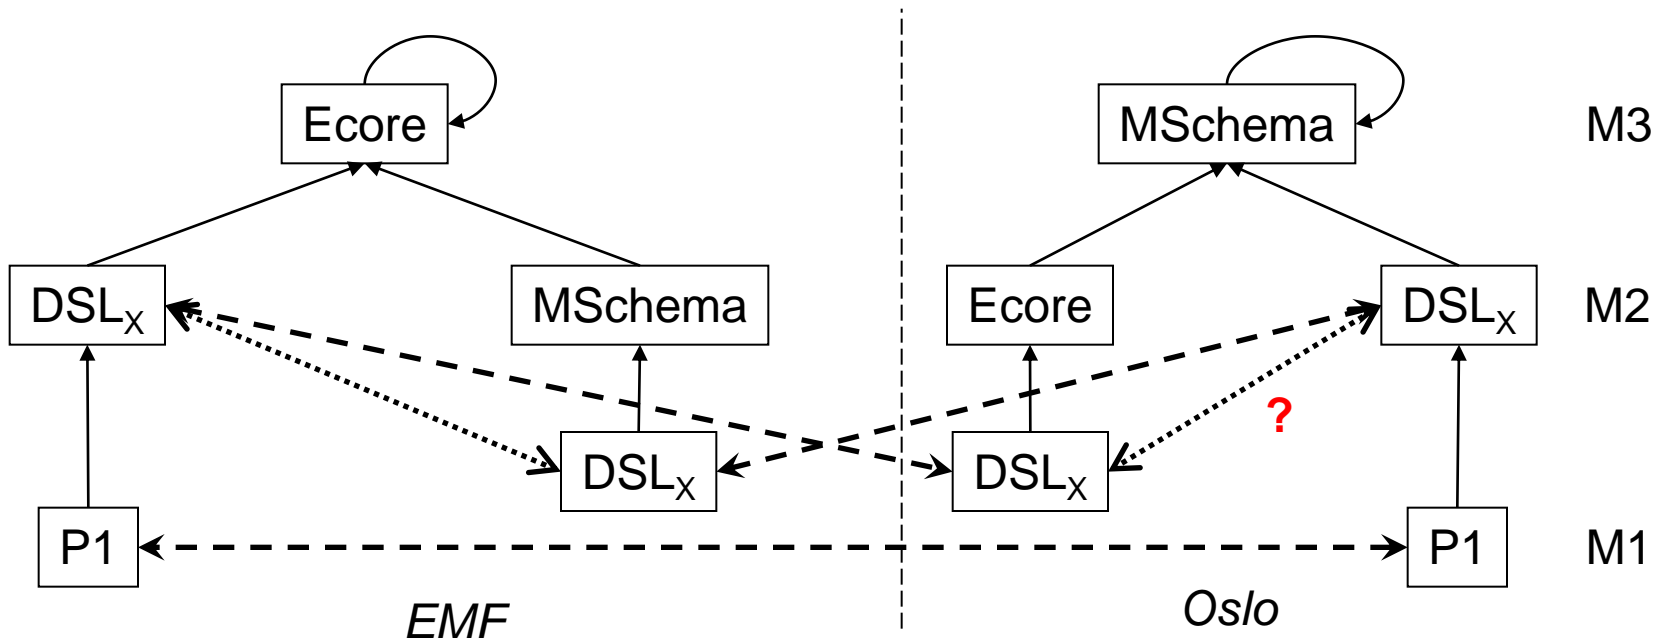 Ecore
MSchema
M3
DSLX
MSchema
Ecore
DSLX
M2
?
DSLX
DSLX
P1
P1
M1
EMF
Oslo